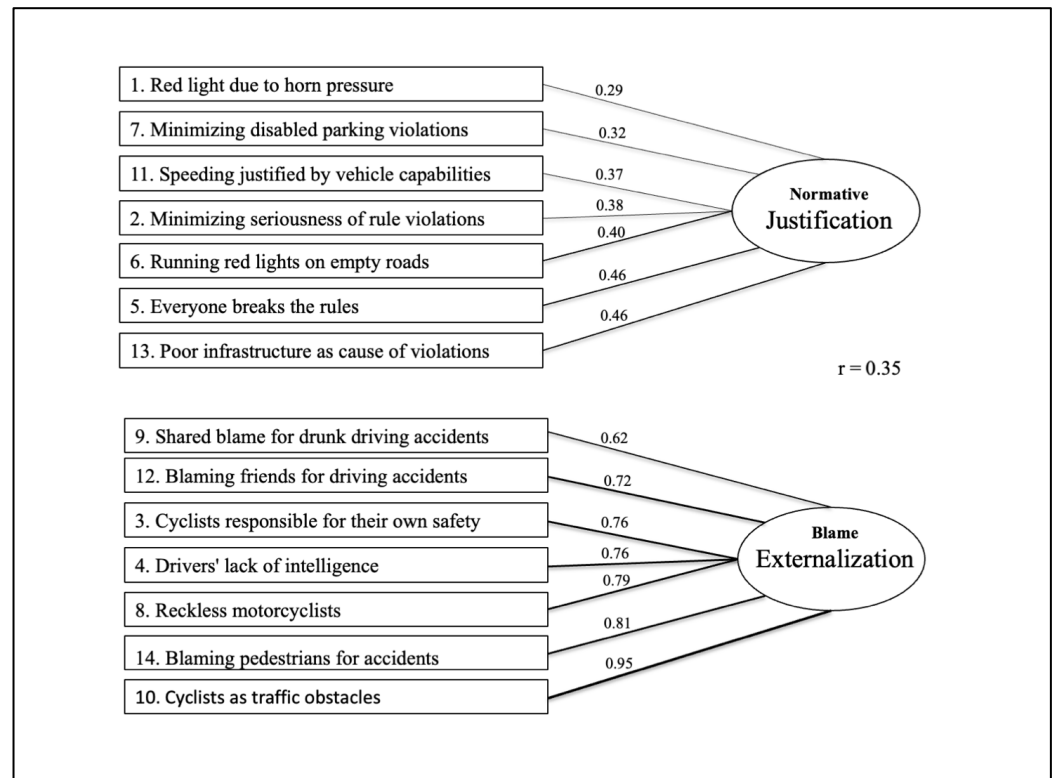 1. Red light due to horn pressure
0.29
7. Minimizing disabled parking violations
0.32
11. Speeding justified by vehicle capabilities
0.37
2. Minimizing seriousness of rule violations
0.38
6. Running red lights on empty roads
0.40
5. Everyone breaks the rules
0.46
13. Poor infrastructure as cause of violations
0.46
Normative
Justification
r = 0.35
9. Shared blame for drunk driving accidents
0.62
12. Blaming friends for driving accidents
0.72
3. Cyclists responsible for their own safety
0.76
4. Drivers' lack of intelligence
0.76
8. Reckless motorcyclists
0.79
14. Blaming pedestrians for accidents
0.81
10. Cyclists as traffic obstacles
0.95
Blame
Externalization